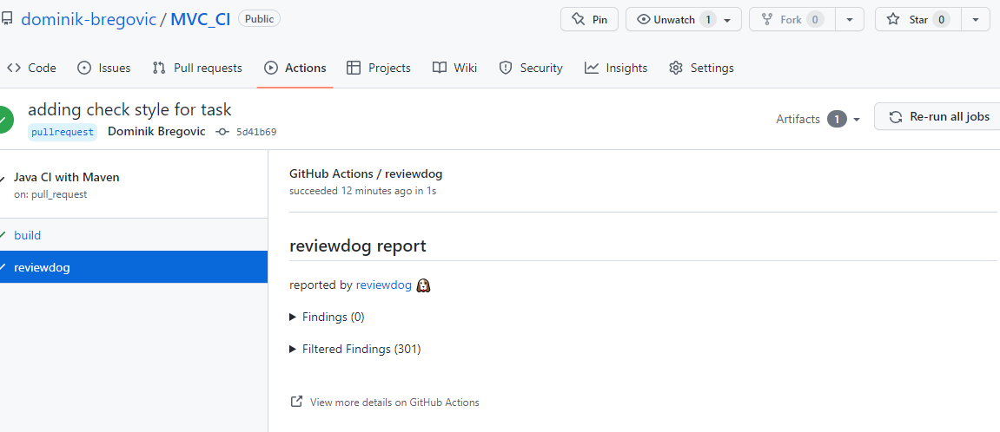 dominik-bregovic / MVC_CI Public Pin Unwatch 1 Fork 0 Star 0
Code Issues Pull requests Actions Projects Wiki Security Insights Settings
adding check style for task
pullrequest Dominik Bregovic 5d41b69
Artifacts 1 Re-run all jobs
Java CI with Maven
on: pull_request
build
reviewdog
GitHub Actions / reviewdog
succeeded 12 minutes ago in 1s
reviewdog report
reported by reviewdog
Findings (0)
Filtered Findings (301)
View more details on GitHub Actions